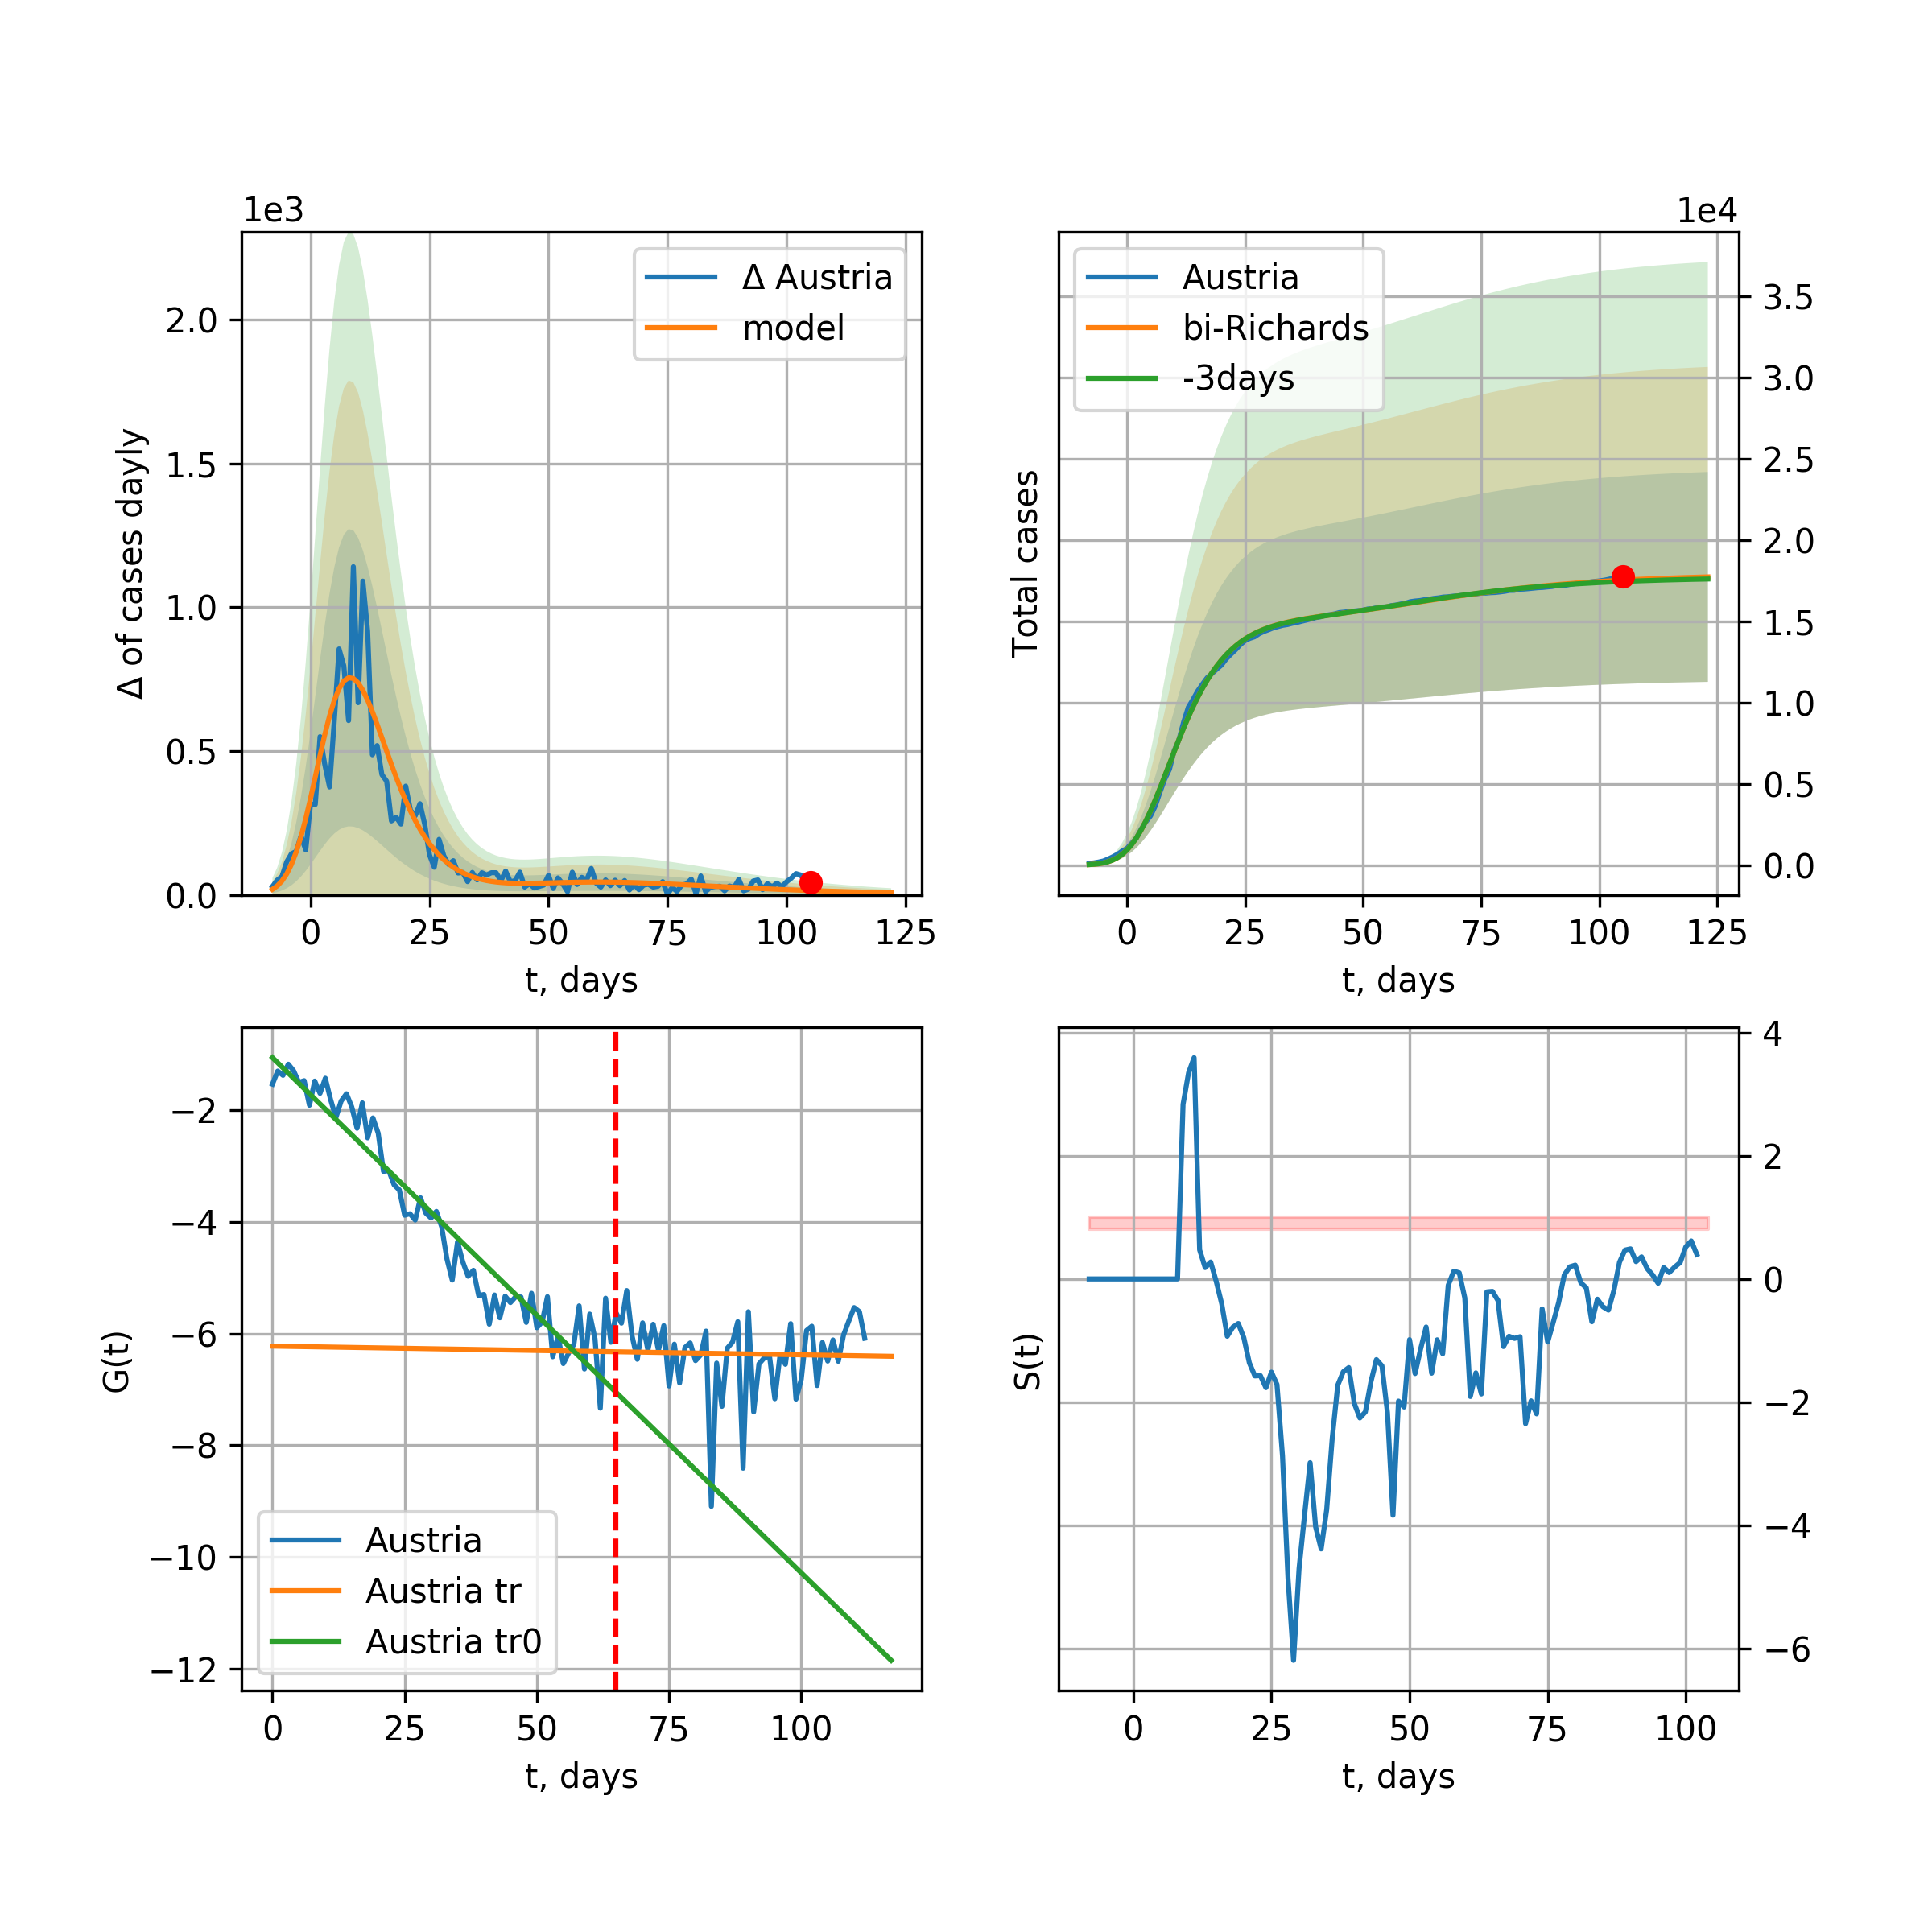 1e3
Δ of cases dayly
2.0
1.5
1.0
0.5
0.0
Δ Austria
model
0 25 50 75 100 125
t, days
1e4
Total cases
Austria
bi-Richards
-3days
3.5
3.0
2.5
2.0
1.5
1.0
0.5
0.0
0 25 50 75 100 125
t, days
G(t)
−2
−4
−6
−8
−10
−12
Austria
Austria tr
Austria tr0
0 25 50 75 100
t, days
S(t)
4
2
0
−2
−4
−6
0 25 50 75 100
t, days